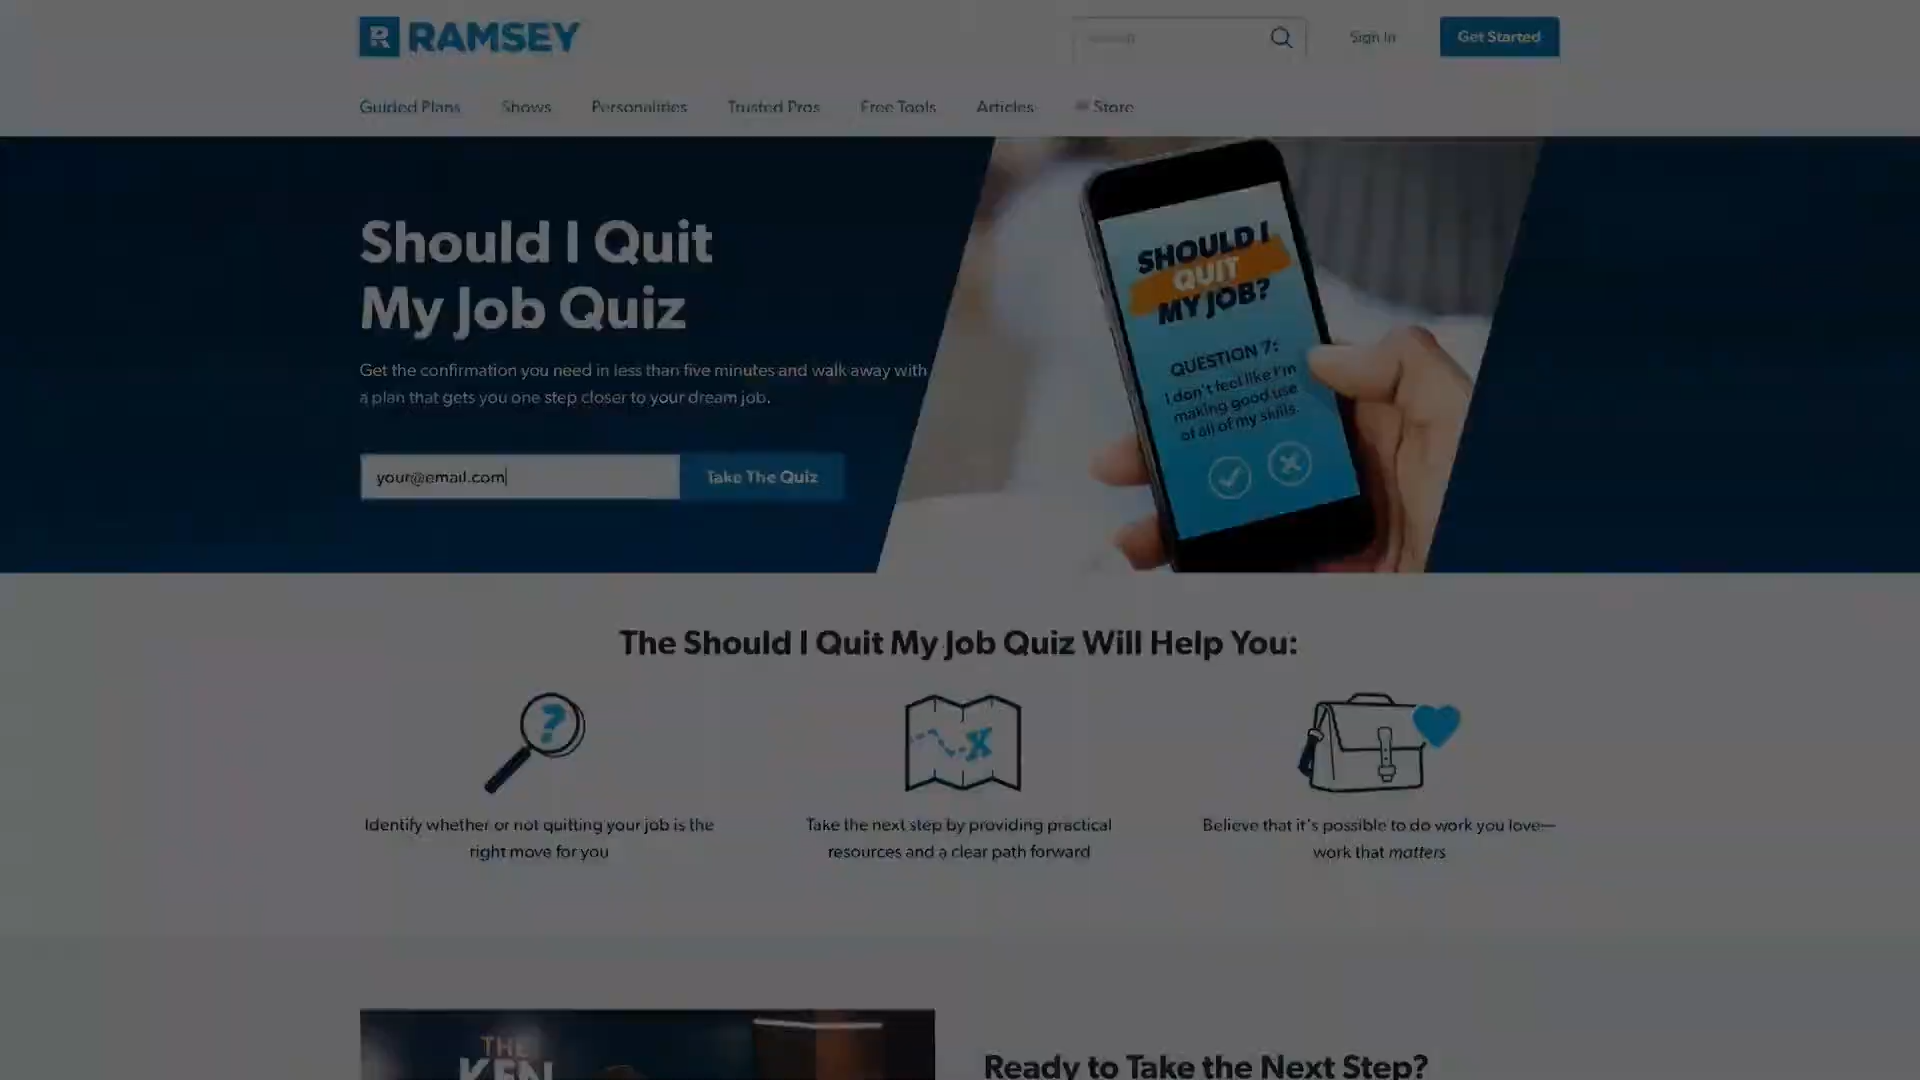 RAMSEY
Search
Sign In
Get Started
Guided Plans
Shows
Personalities
Trusted Pros
Free Tools
Articles
Store
Should I Quit
My Job Quiz
Get the confirmation you need in less than five minutes and walk away with
a plan that gets you one step closer to your dream job.
your@email.com
Take The Quiz
SHOULD I
QUIT
MY JOB?
QUESTION 7:
I don't feel like I'm
making good use
of all of my skills.
The Should I Quit My Job Quiz Will Help You:
Identify whether or not quitting your job is the
right move for you
Take the next step by providing practical
resources and a clear path forward
Believe that it's possible to do work you love—
work that matters
THE
KEN
Ready to Take the Next Step?